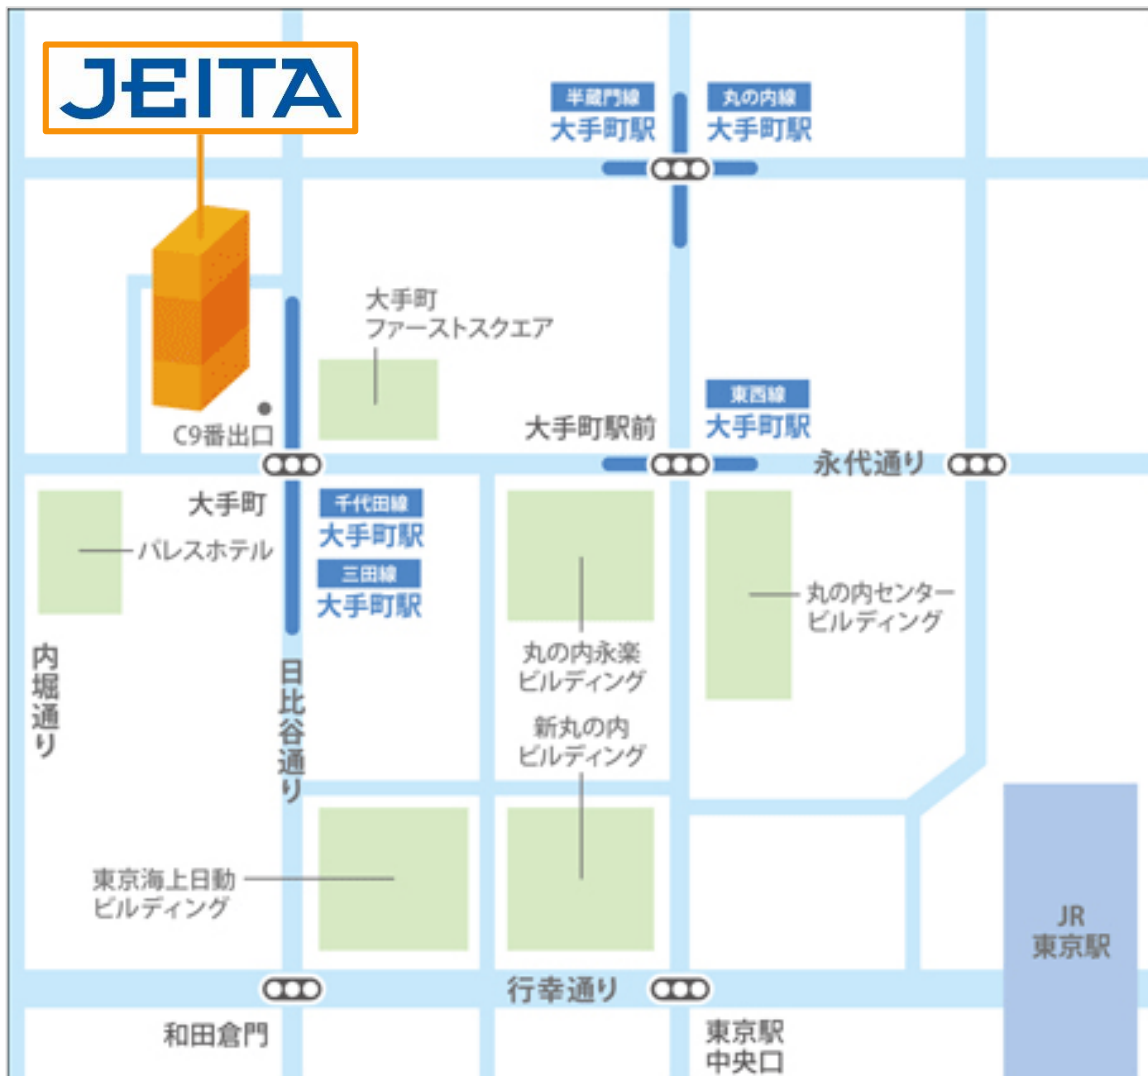 JEITA
半蔵門線
大手町駅
丸の内線
大手町駅
大手町
ファーストスクエア
東西線
大手町駅
大手町駅前
永代通り
C9番出口
大手町
千代田線
大手町駅
三田線
大手町駅
パレスホテル
丸の内センター
ビルディング
内堀通り
日比谷通り
丸の内永楽
ビルディング
新丸の内
ビルディング
東京海上日動
ビルディング
JR
東京駅
行幸通り
和田倉門
東京駅
中央口